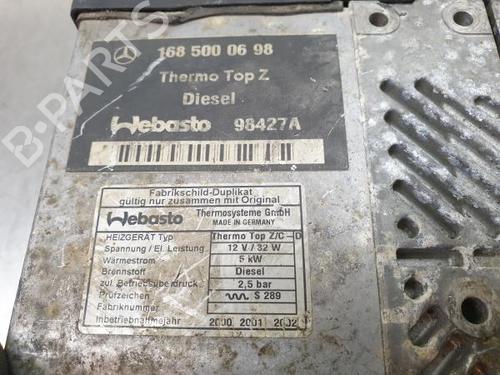 168 500 06 98
Thermo Top Z
Diesel
Webasto 98427A
Fabrikschild-Duplikat
gültig nur zusammen mit Original
Webasto Thermosysteme GmbH
MADE IN GERMANY
HEIZGERÄT Typ Thermo Top Z/C - D
Spannung / El. Leistung 12 V / 32 W
Wärmestrom 5 kW
Brennstoff Diesel
zul. Betriebsüberdruck 2,5 bar
Prüfzeichen S 289
Fabriknummer
Inbetriebnahmejahr 2000 2001 2002
B-PARTS